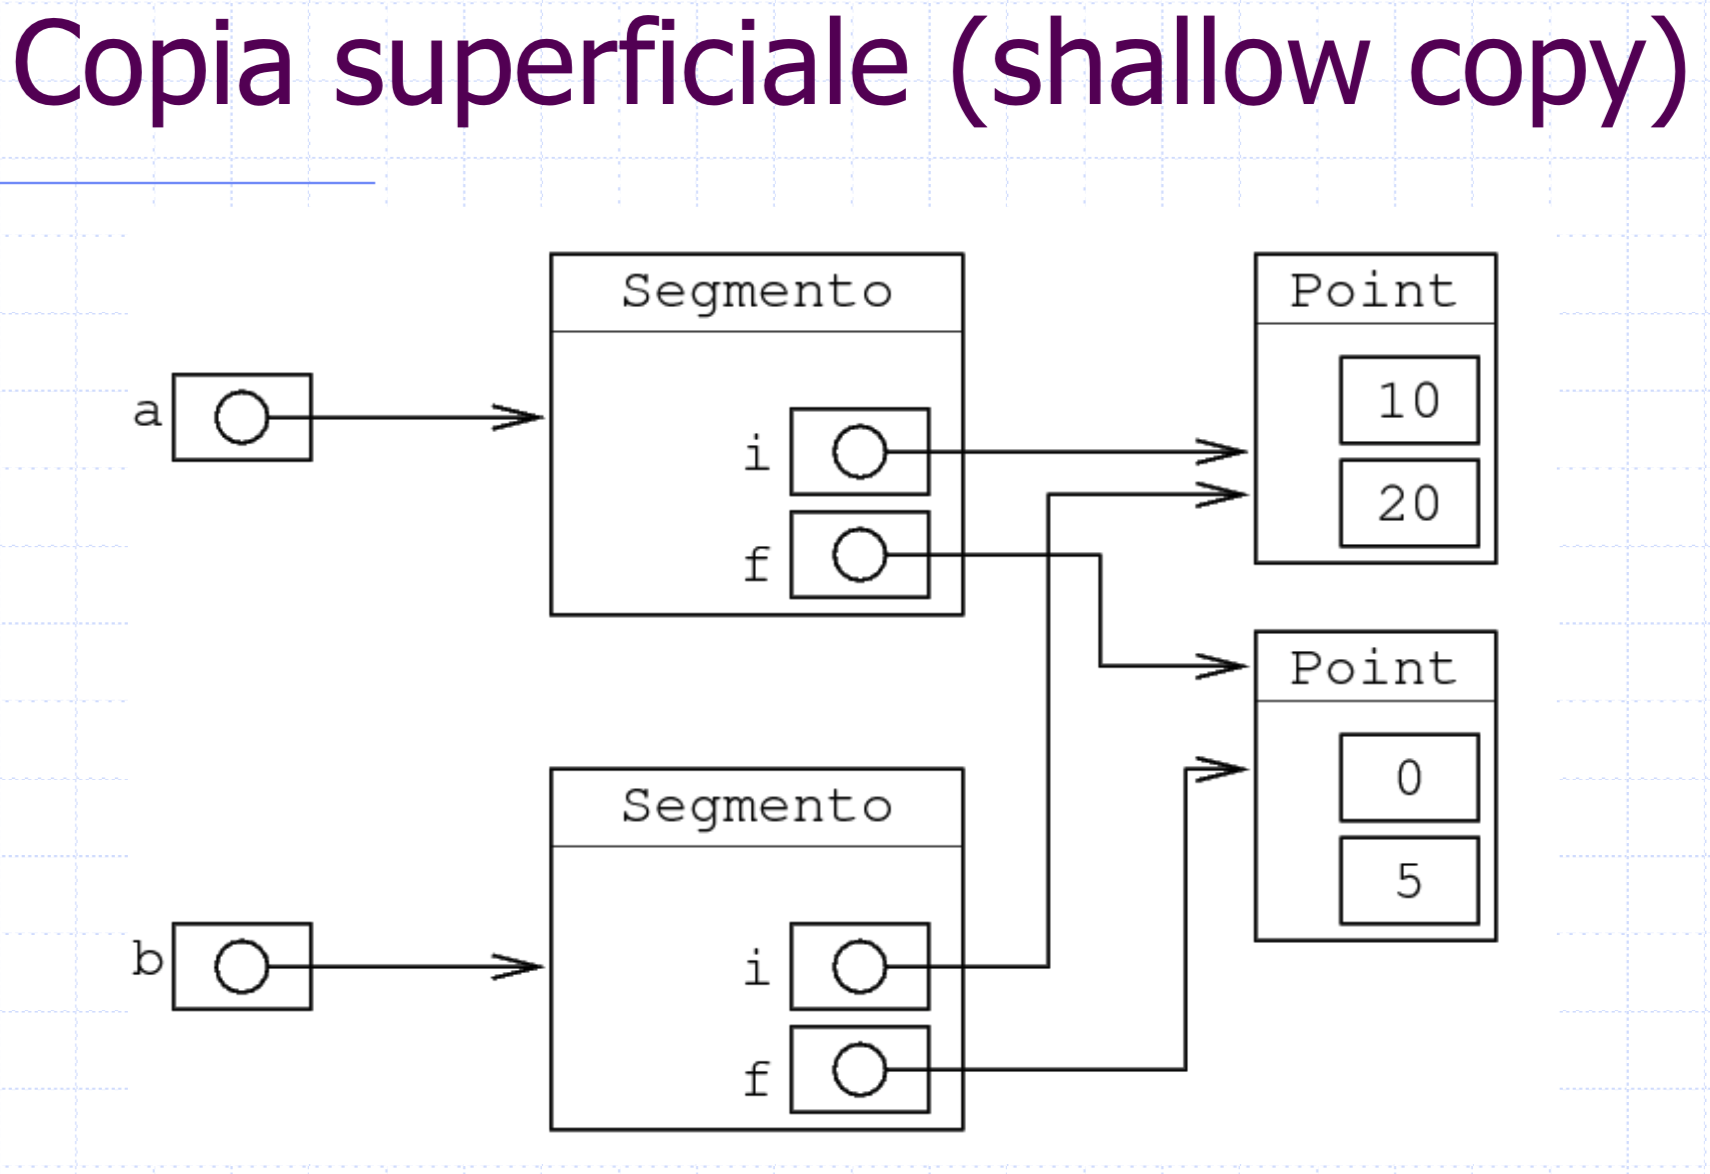 Copia superficiale (shallow copy)
Segmento
Point
a
i
10
f
20
Point
Segmento
0
5
b
i
f